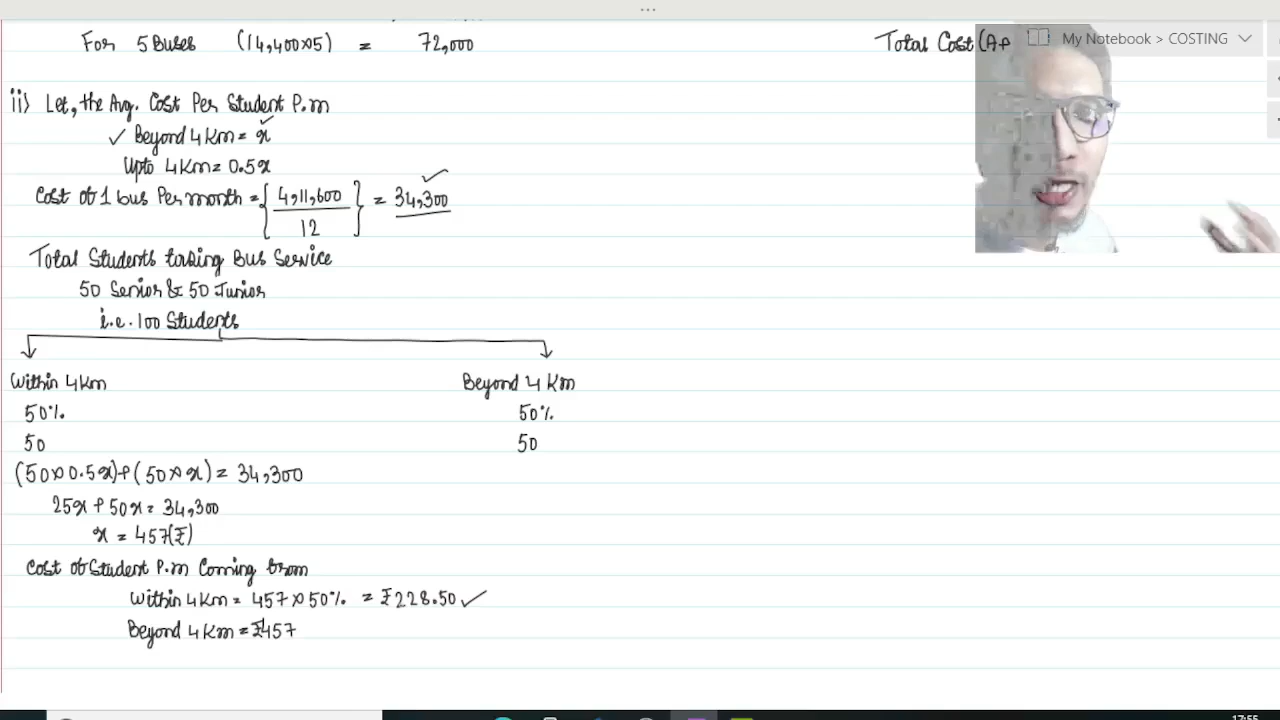 For 5 Buses (14,400×5) = 72,000
Total Cost (A+
My Notebook > COSTING
ii) Let, the Avg. Cost Per Student P.m
✓ Beyond 4 Km = x ✓
Upto 4 Km = 0.5x
Cost of 1 bus Per month = { 4,11,600 / 12 } = 34,300 ✓
Total Students taking Bus Service
50 Senior & 50 Junior
i.e. 100 Students
Within 4 Km Beyond 4 Km
50% 50%
50 50
(50×0.5x)+(50×x) = 34,300
25x + 50x = 34,300
x = 457(₹)
Cost of Student P.m Coming from
Within 4 Km = 457 × 50% = ₹228.50 ✓
Beyond 4 Km = ₹457
17:55